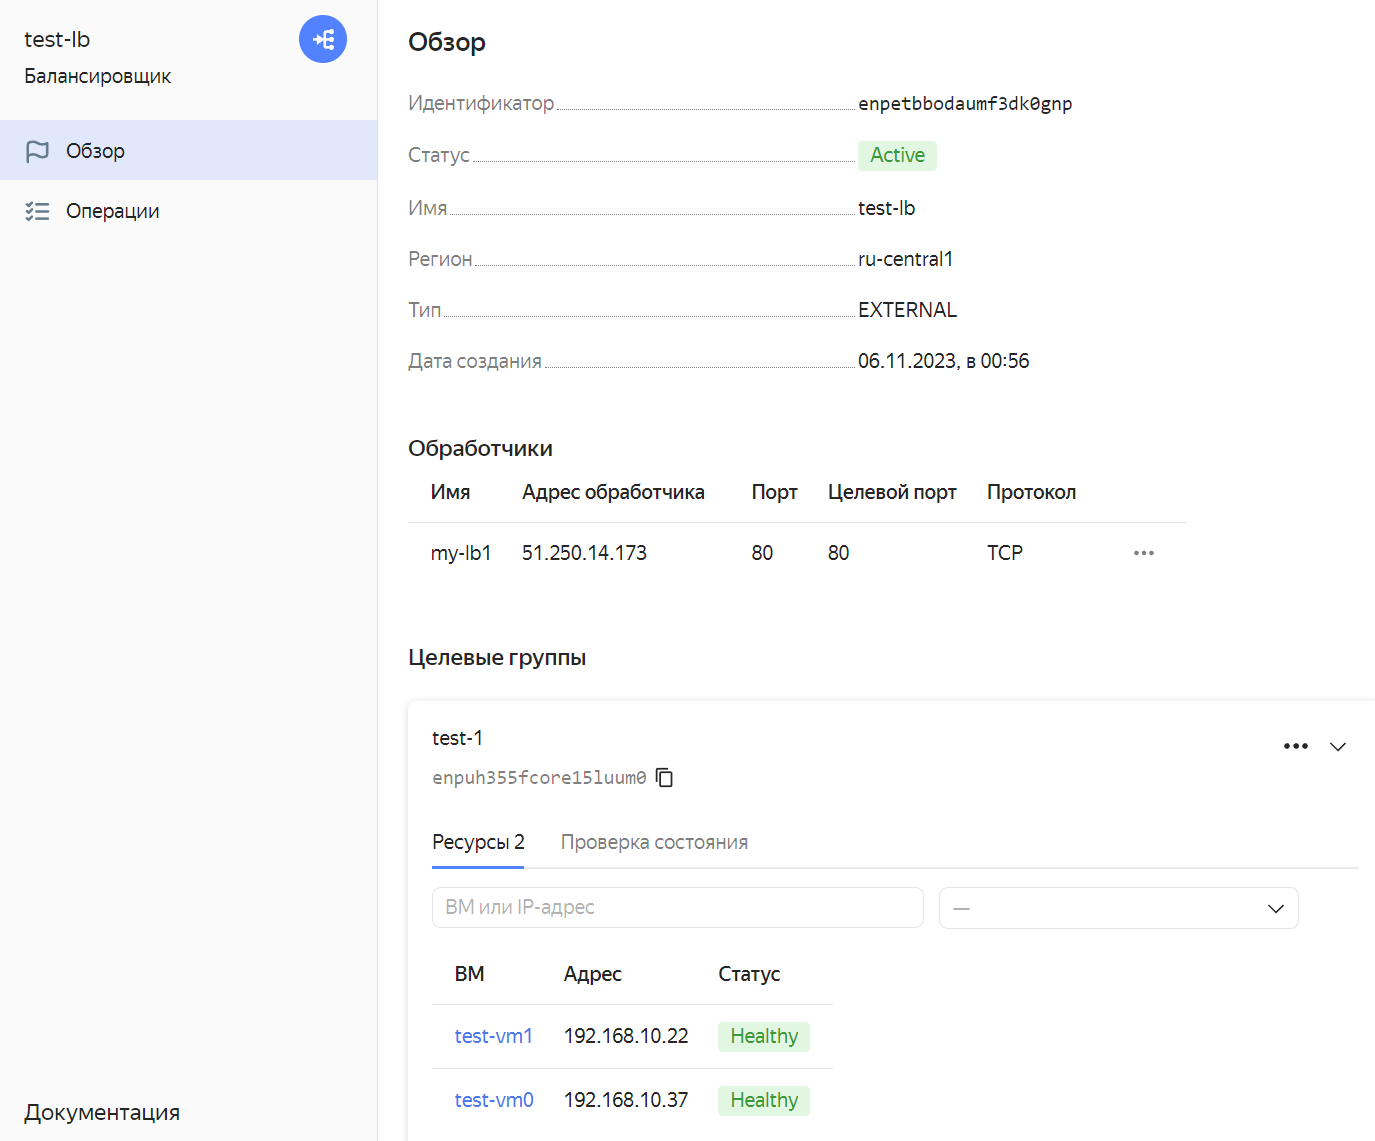 test-lb
Балансировщик
Обзор
Операции
Документация
Обзор
Идентификатор enpetbbodaumf3dk0gnp
Статус Active
Имя test-lb
Регион ru-central1
Тип EXTERNAL
Дата создания 06.11.2023, в 00:56
Обработчики
Имя Адрес обработчика Порт Целевой порт Протокол
my-lb1 51.250.14.173 80 80 TCP
Целевые группы
test-1
enpuh355fcore15luum0
Ресурсы 2 Проверка состояния
ВМ или IP-адрес —
ВМ Адрес Статус
test-vm1 192.168.10.22 Healthy
test-vm0 192.168.10.37 Healthy